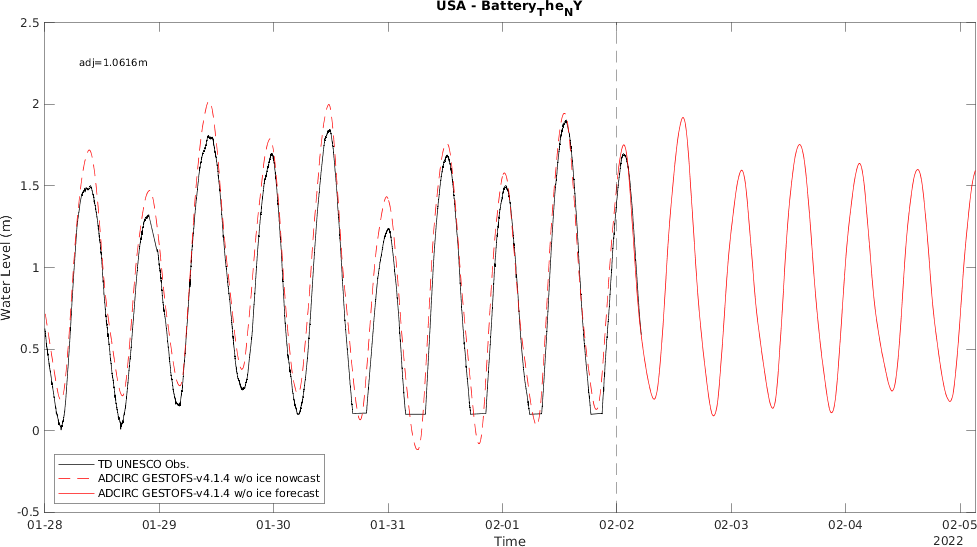 USA - BatteryTheNY
2.5
adj=1.0616m
2
1.5
1
0.5
0
-0.5
Water Level (m)
TD UNESCO Obs.
ADCIRC GESTOFS-v4.1.4 w/o ice nowcast
ADCIRC GESTOFS-v4.1.4 w/o ice forecast
01-28 01-29 01-30 01-31 02-01 02-02 02-03 02-04 02-05
Time
2022